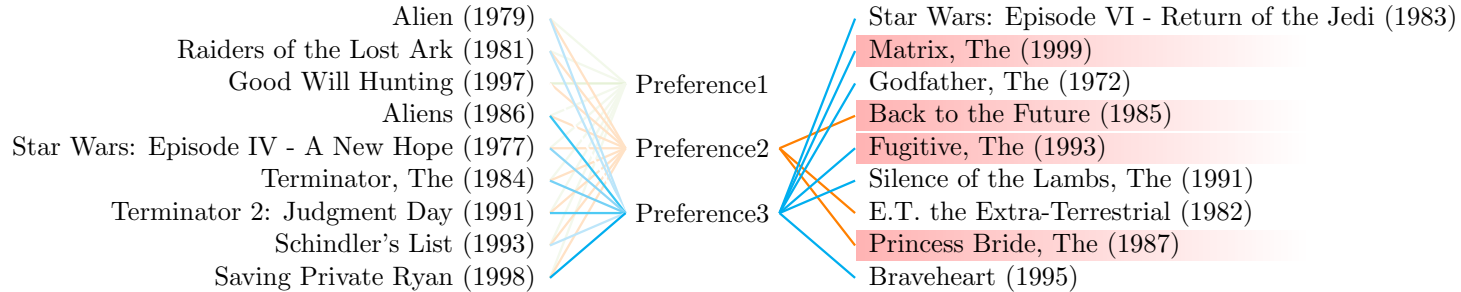 Alien (1979)
Raiders of the Lost Ark (1981)
Good Will Hunting (1997)
Aliens (1986)
Star Wars: Episode IV - A New Hope (1977)
Terminator, The (1984)
Terminator 2: Judgment Day (1991)
Schindler's List (1993)
Saving Private Ryan (1998)
Preference1
Preference2
Preference3
Star Wars: Episode VI - Return of the Jedi (1983)
Matrix, The (1999)
Godfather, The (1972)
Back to the Future (1985)
Fugitive, The (1993)
Silence of the Lambs, The (1991)
E.T. the Extra-Terrestrial (1982)
Princess Bride, The (1987)
Braveheart (1995)